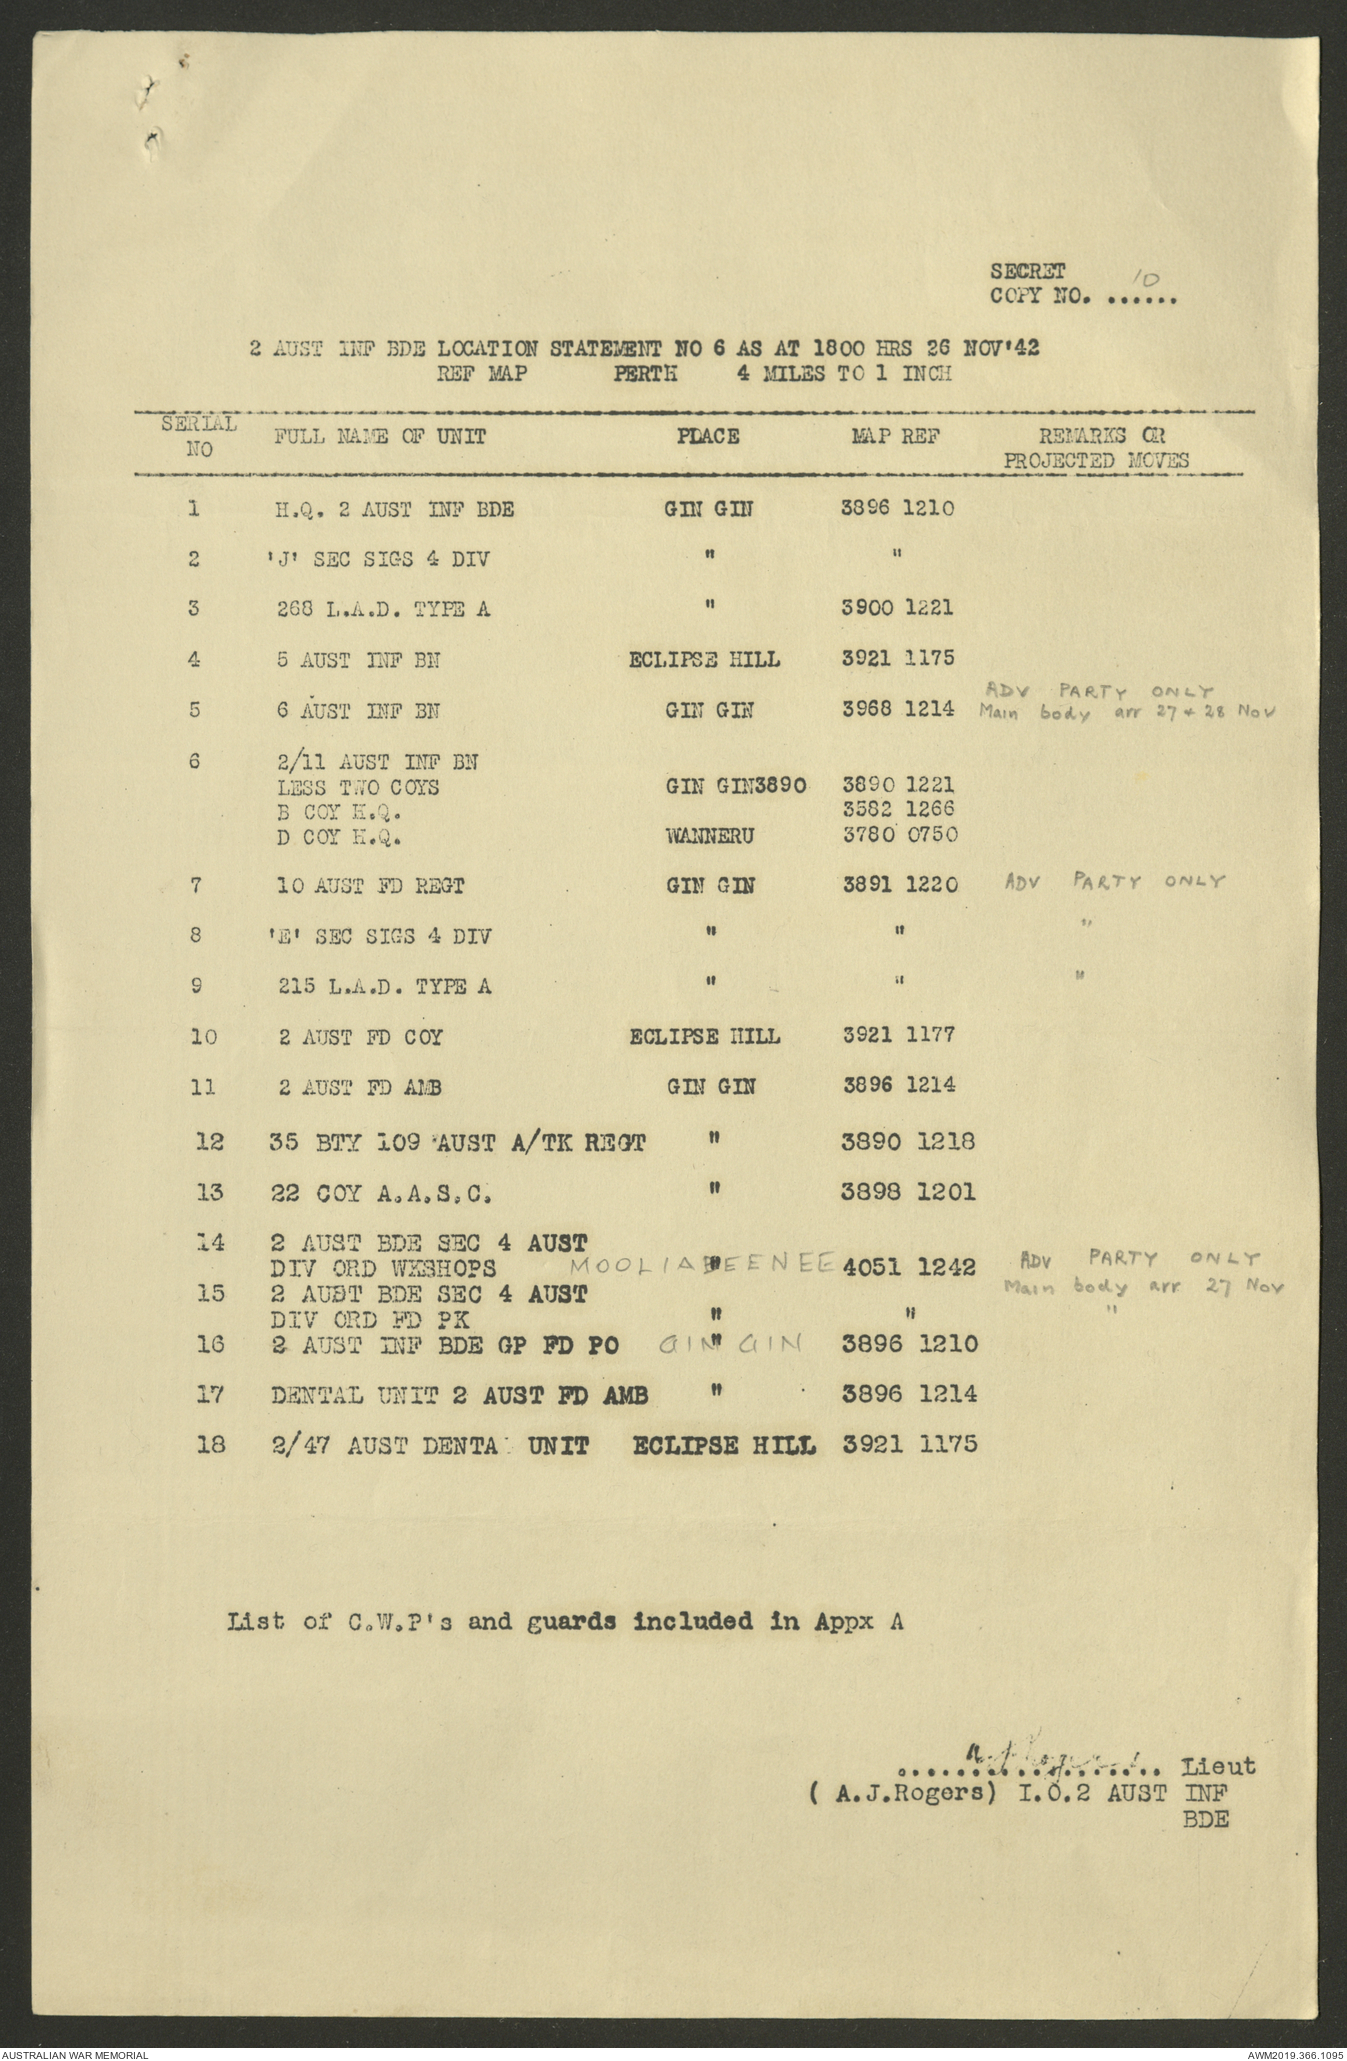 SECRET
COPY NO. ...... 10
2 AUST INF BDE LOCATION STATEMENT NO 6 AS AT 1800 HRS 26 NOV'42
REF MAP PERTH 4 MILES TO 1 INCH
SERIAL NO FULL NAME OF UNIT PLACE MAP REF REMARKS OR PROJECTED MOVES
1 H.Q. 2 AUST INF BDE GIN GIN 3896 1210
2 'J' SEC SIGS 4 DIV " "
3 268 L.A.D. TYPE A " 3900 1221
4 5 AUST INF BN ECLIPSE HILL 3921 1175
ADV PARTY ONLY
5 6 AUST INF BN GIN GIN 3968 1214 Main body arr 27 + 28 Nov
6 2/11 AUST INF BN
LESS TWO COYS GIN GIN3890 3890 1221
B COY H.Q. 3582 1266
D COY H.Q. WANNERU 3780 0750
7 10 AUST FD REGT GIN GIN 3891 1220 ADV PARTY ONLY
8 'E' SEC SIGS 4 DIV " " "
9 215 L.A.D. TYPE A " " "
10 2 AUST FD COY ECLIPSE HILL 3921 1177
11 2 AUST FD AMB GIN GIN 3896 1214
12 35 BTY 109 AUST A/TK REGT " 3890 1218
13 22 COY A.A.S.C. " 3898 1201
14 2 AUST BDE SEC 4 AUST
DIV ORD WKSHOPS MOOLIABEENEE 4051 1242 ADV PARTY ONLY
Main body arr 27 Nov
15 2 AUST BDE SEC 4 AUST
DIV ORD FD PK " " "
16 2 AUST INF BDE GP FD PO GIN GIN 3896 1210
17 DENTAL UNIT 2 AUST FD AMB " 3896 1214
18 2/47 AUST DENTA UNIT ECLIPSE HILL 3921 1175
List of C.W.P's and guards included in Appx A
.................. Lieut
( A.J.Rogers) I.O.2 AUST INF
BDE
AUSTRALIAN WAR MEMORIAL
AWM2019.366.1095